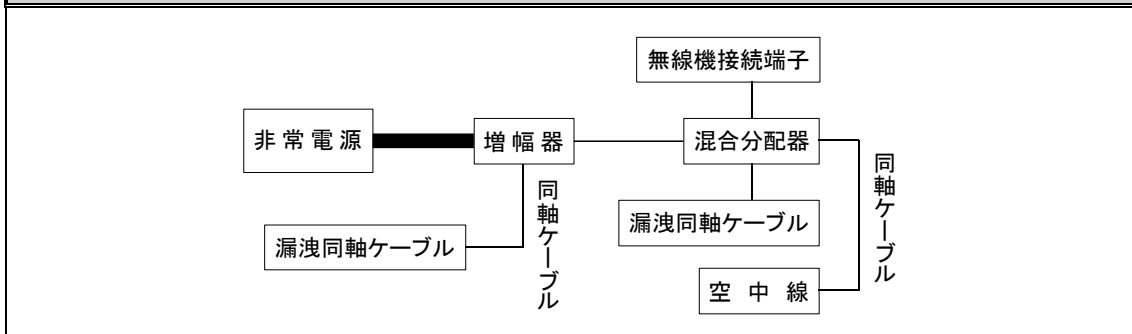 無線機接続端子
非常電源
増幅器
混合分配器
同軸ケーブル
同軸ケーブル
漏洩同軸ケーブル
漏洩同軸ケーブル
空中線